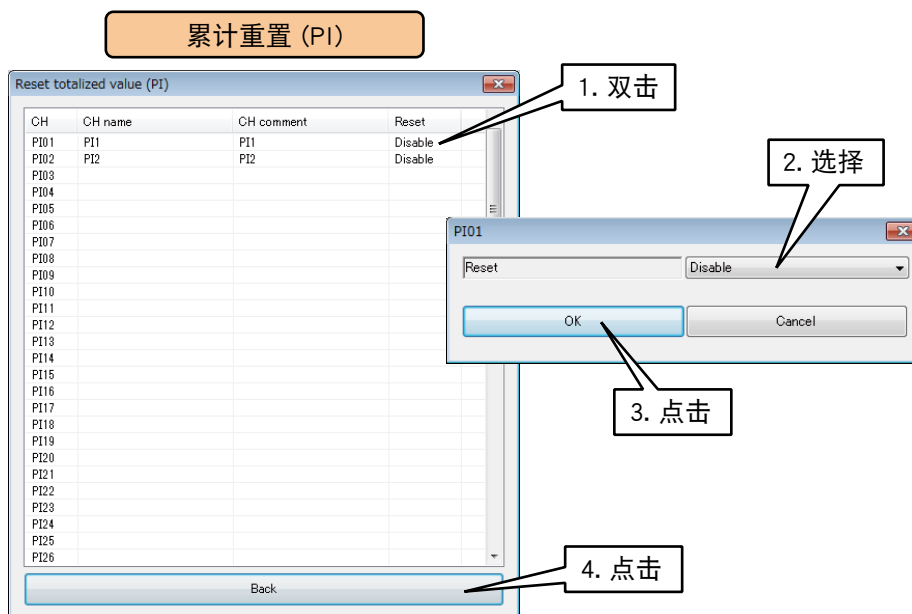 累计重置 (PI)
Reset totalized value (PI)
1. 双击
CH CH name CH comment Reset
PI01 PI1 PI1 Disable
PI02 PI2 PI2 Disable
2. 选择
PI03
PI04
PI05
PI06
PI07
PI08
PI09
PI10
PI11
PI12
PI13
PI14
PI15
PI16
PI17
PI18
PI19
PI20
PI21
PI22
PI23
PI24
PI25
PI26
PI01
Reset Disable
OK Cancel
3. 点击
Back
4. 点击